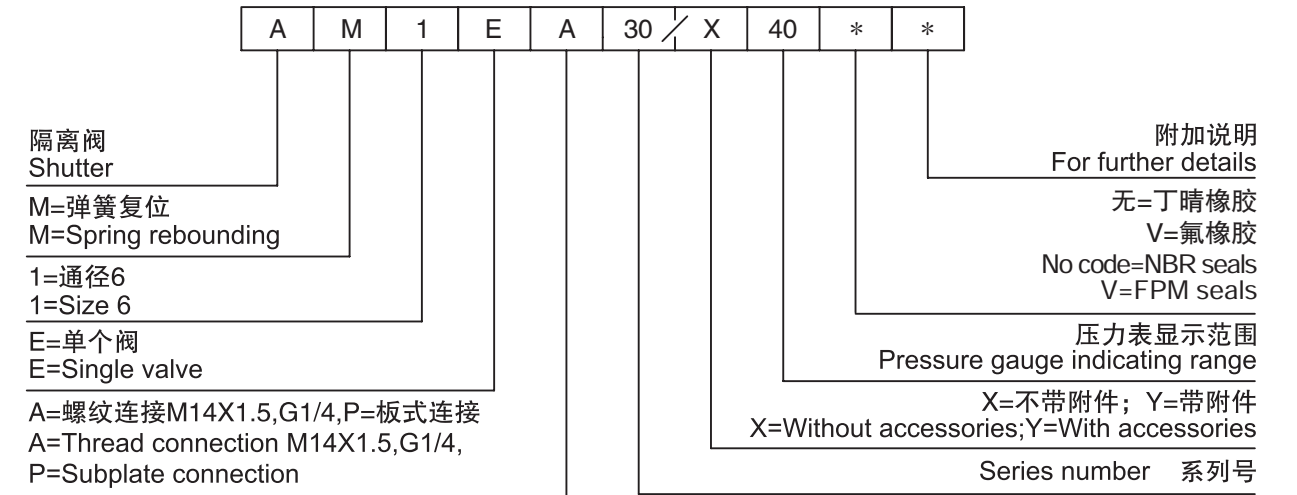 A M 1 E A 30 / X 40 * *
隔离阀
Shutter
M=弹簧复位
M=Spring rebounding
1=通径6
1=Size 6
E=单个阀
E=Single valve
A=螺纹连接M14X1.5,G1/4,P=板式连接
A=Thread connection M14X1.5,G1/4,
P=Subplate connection
附加说明
For further details
无=丁晴橡胶
V=氟橡胶
No code=NBR seals
V=FPM seals
压力表显示范围
Pressure gauge indicating range
X=不带附件；Y=带附件
X=Without accessories;Y=With accessories
Series number 系列号